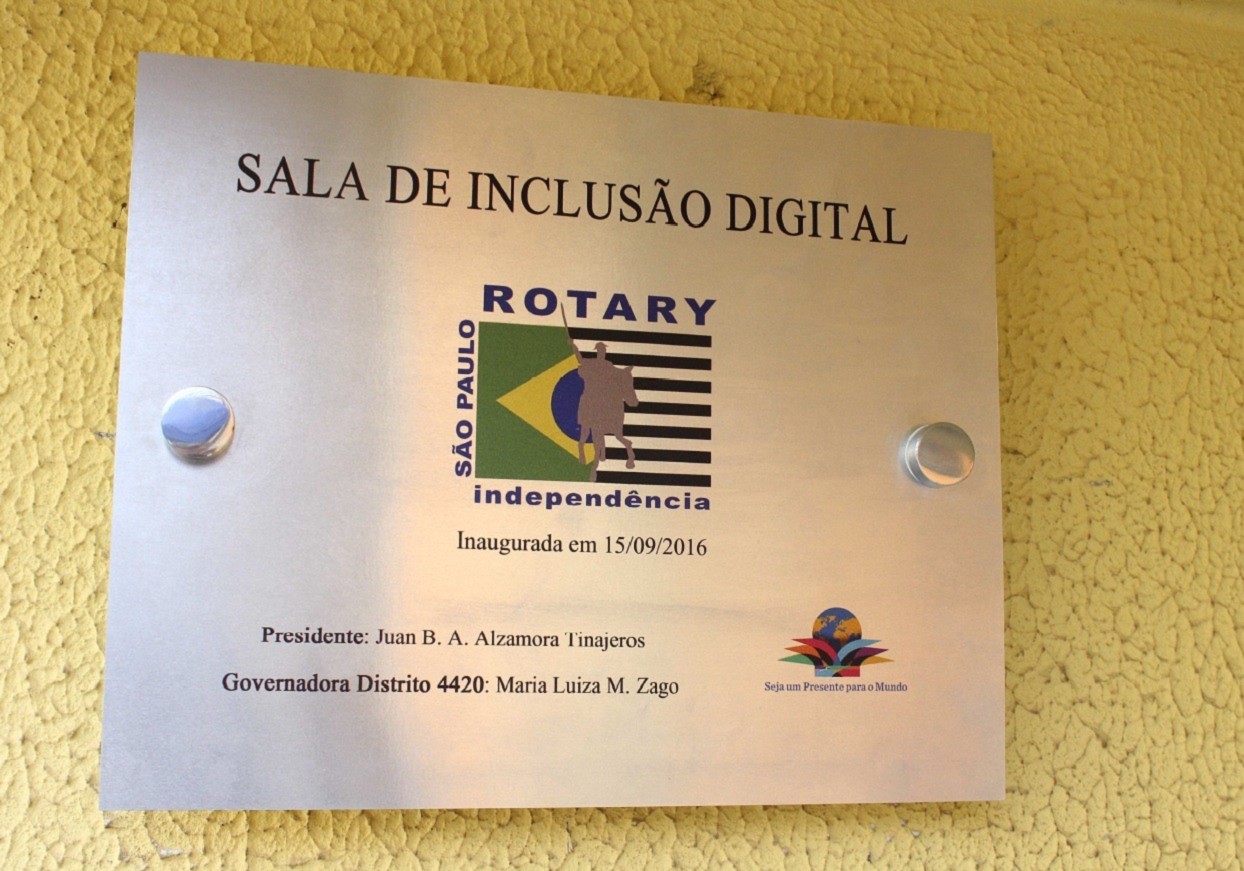 SALA DE INCLUSÃO DIGITAL
ROTARY
SÃO PAULO
independência
Inaugurada em 15/09/2016
Presidente: Juan B. A. Alzamora Tinajeros
Governadora Distrito 4420: Maria Luiza M. Zago
Seja um Presente para o Mundo